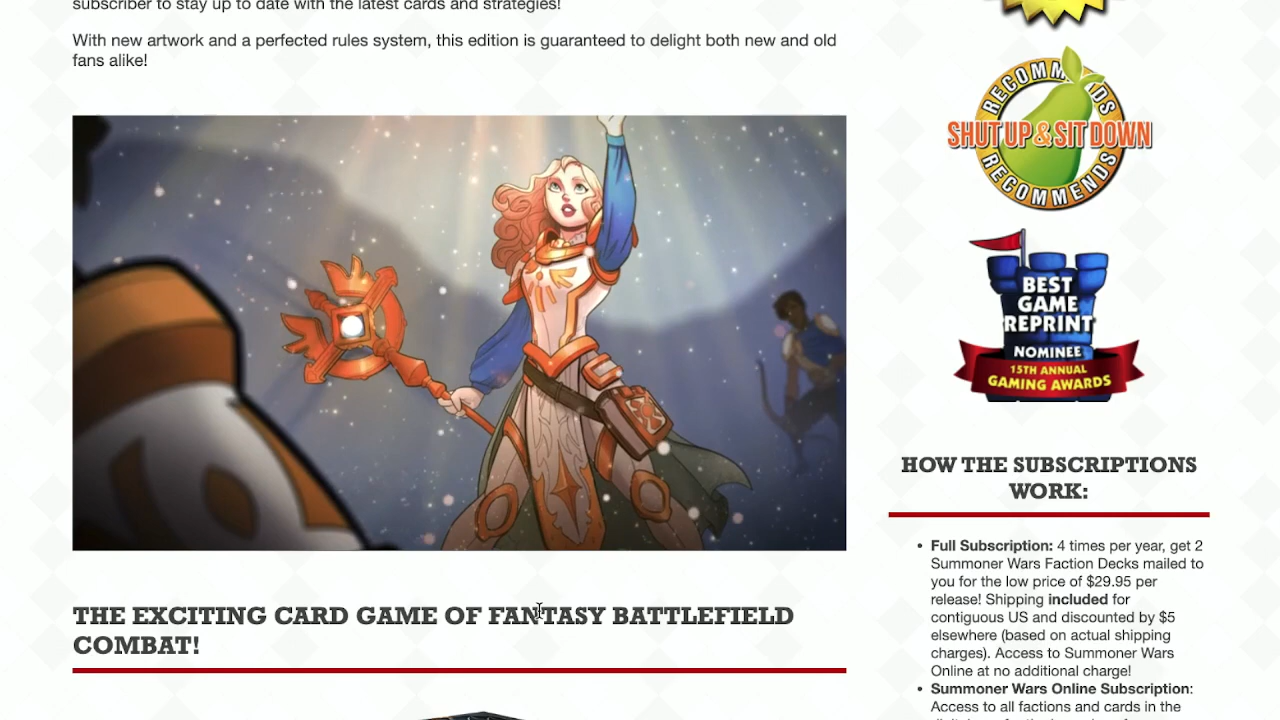 subscriber to stay up to date with the latest cards and strategies!
With new artwork and a perfected rules system, this edition is guaranteed to delight both new and old
fans alike!
RECOMMENDS
SHUT UP & SIT DOWN
RECOMMENDS
BEST
GAME
REPRINT
NOMINEE
15TH ANNUAL
GAMING AWARDS
THE EXCITING CARD GAME OF FANTASY BATTLEFIELD
COMBAT!
HOW THE SUBSCRIPTIONS
WORK:
• Full Subscription: 4 times per year, get 2
Summoner Wars Faction Decks mailed to
you for the low price of $29.95 per
release! Shipping included for
contiguous US and discounted by $5
elsewhere (based on actual shipping
charges). Access to Summoner Wars
Online at no additional charge!
• Summoner Wars Online Subscription:
Access to all factions and cards in the